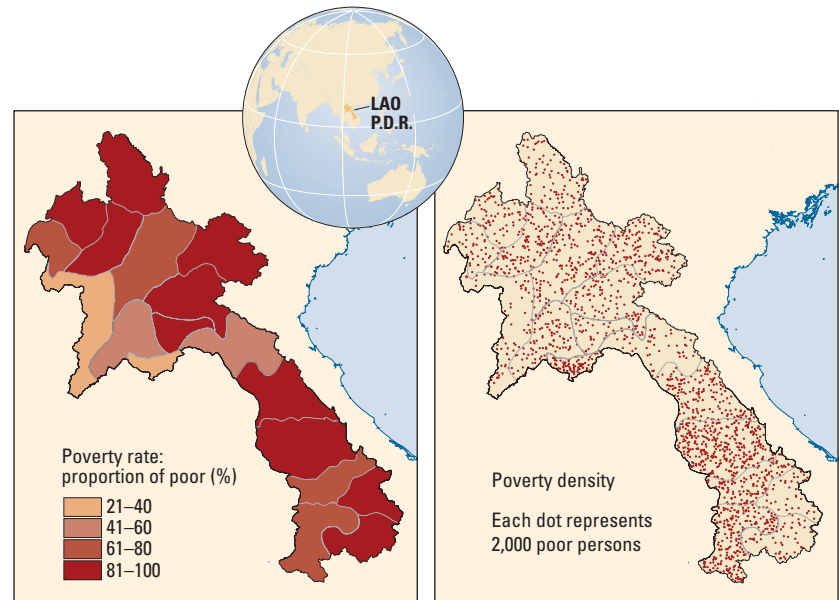 LAO
P.D.R.
Poverty rate:
proportion of poor (%)
21–40
41–60
61–80
81–100
Poverty density
Each dot represents
2,000 poor persons